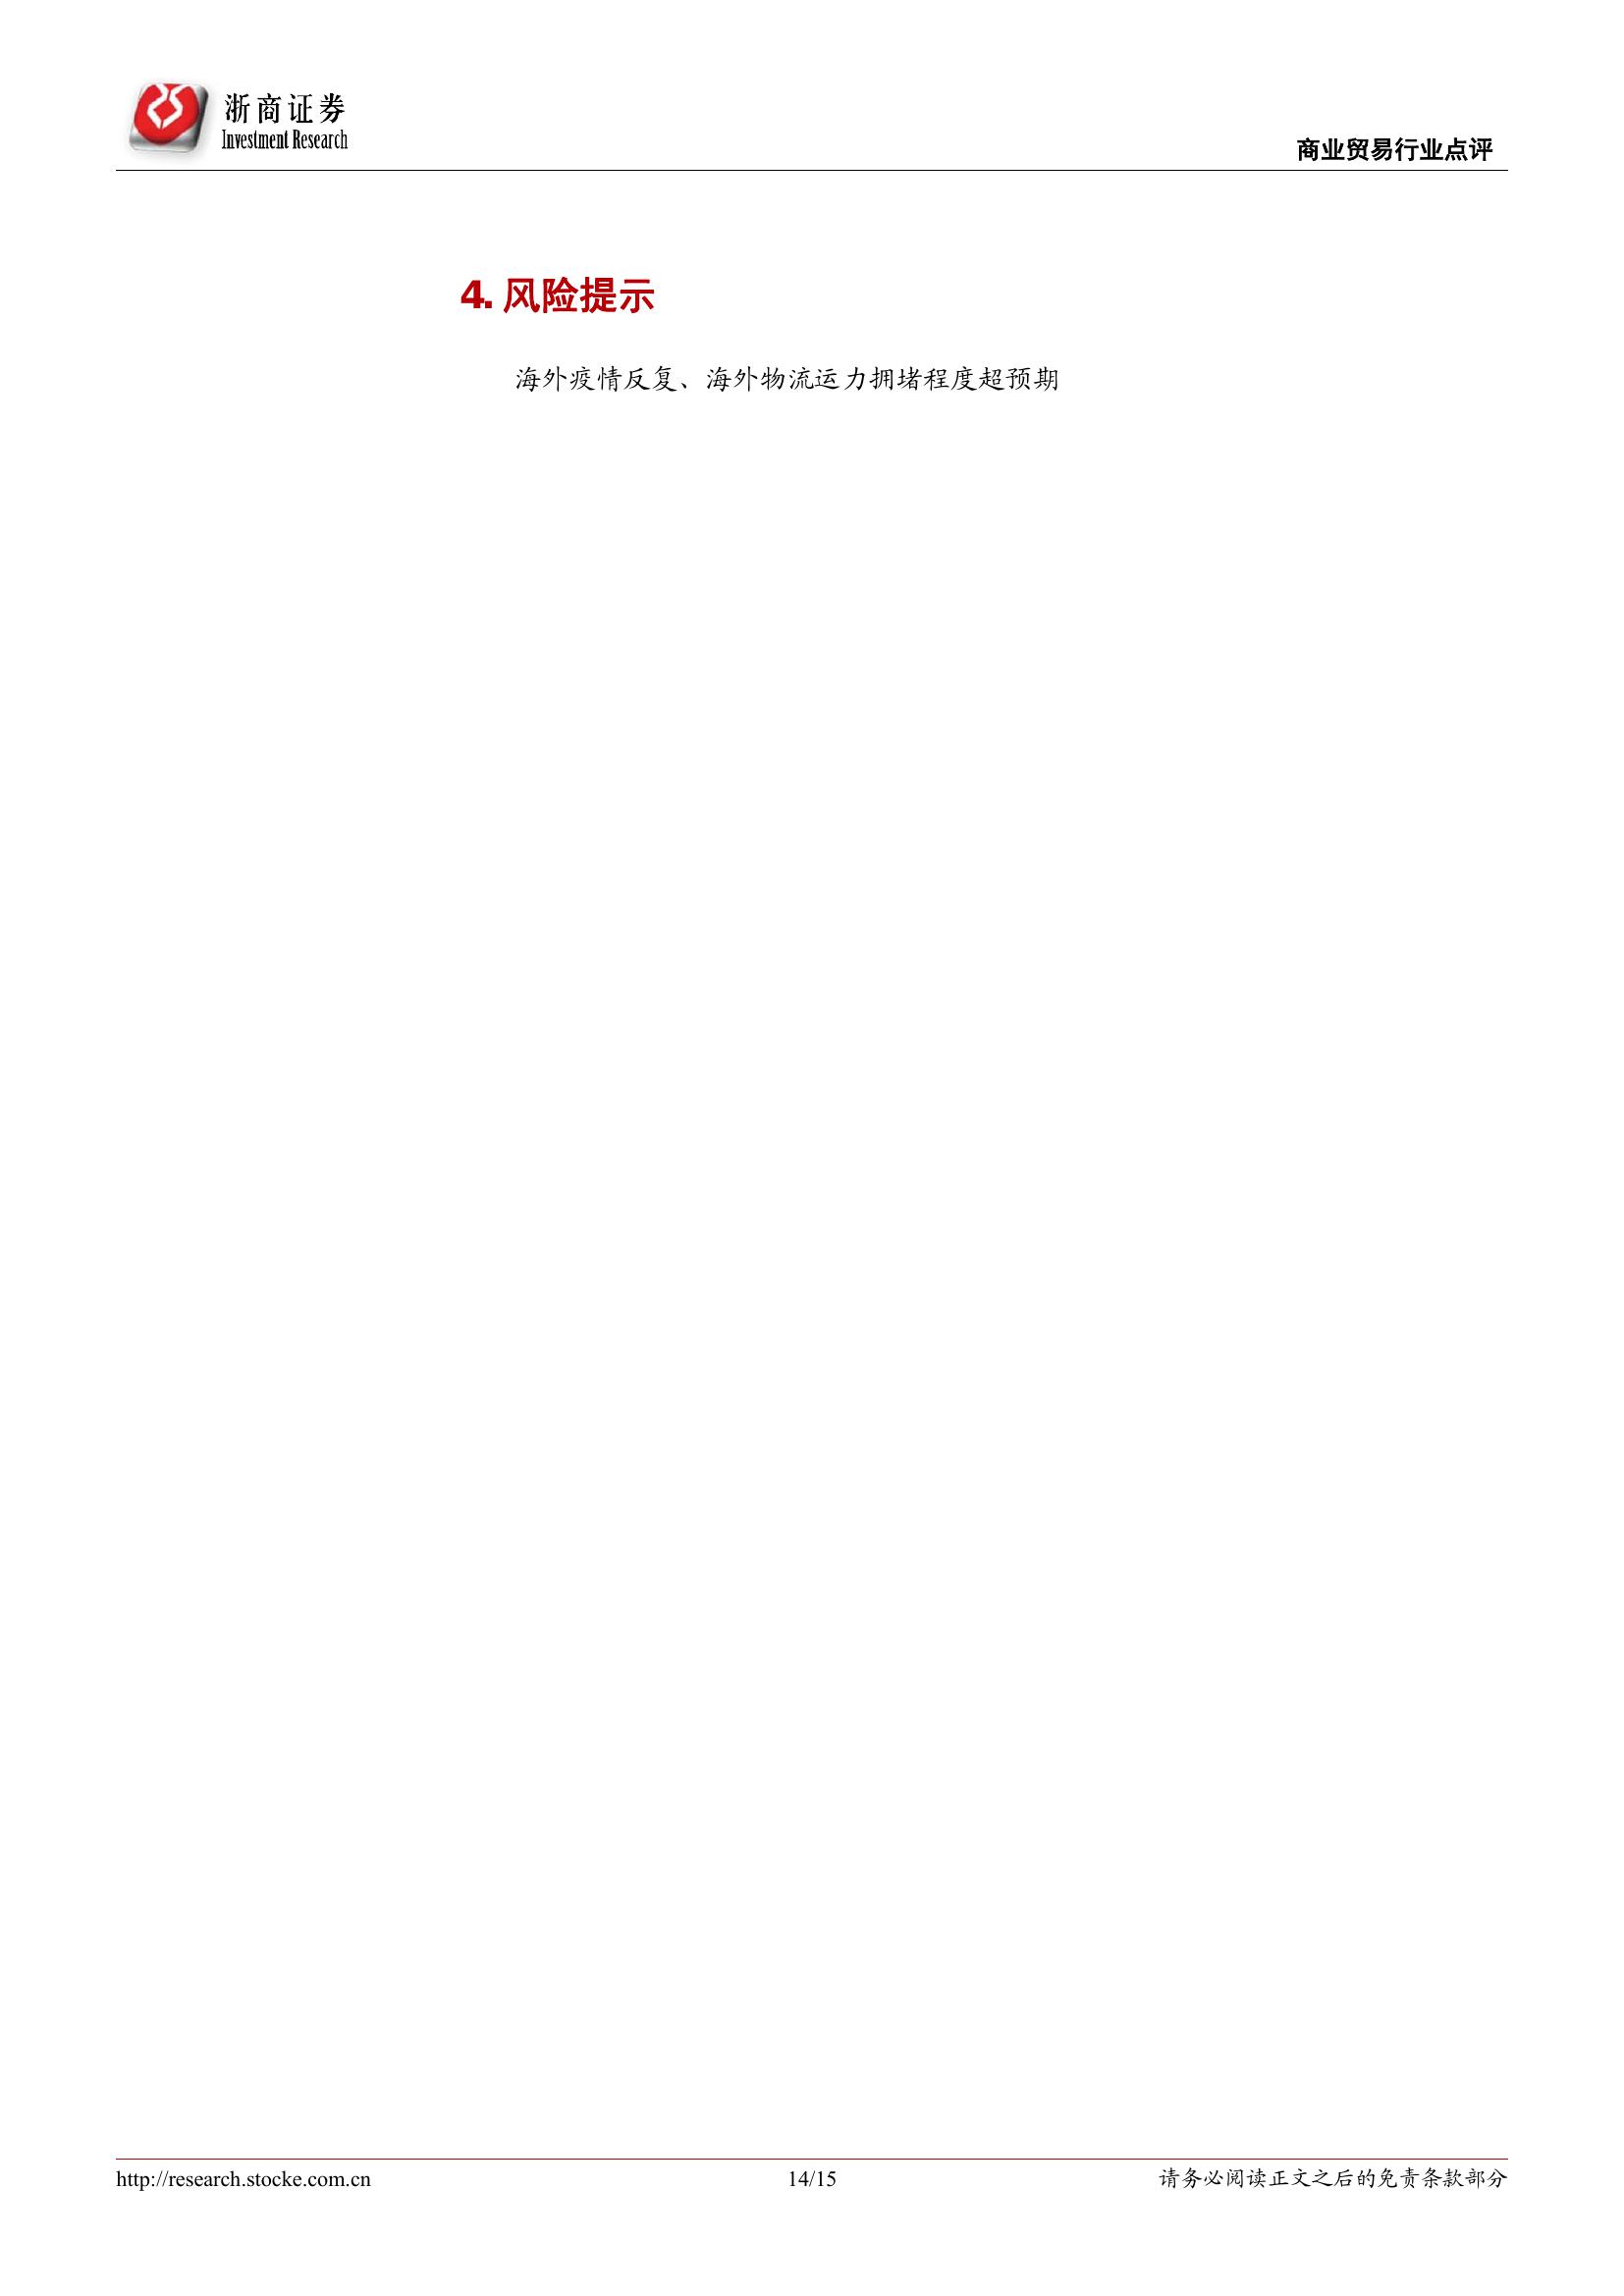 浙商证券
Investment Research
商业贸易行业点评
4. 风险提示
海外疫情反复、海外物流运力拥堵程度超预期
http://research.stocke.com.cn
14/15
请务必阅读正文之后的免责条款部分